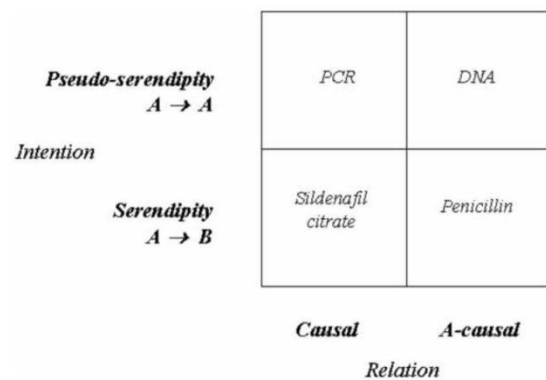 Pseudo-serendipity PCR DNA
A → A
Intention
Serendipity Sildenafil Penicillin
citrate
A → B
Causal A-causal
Relation